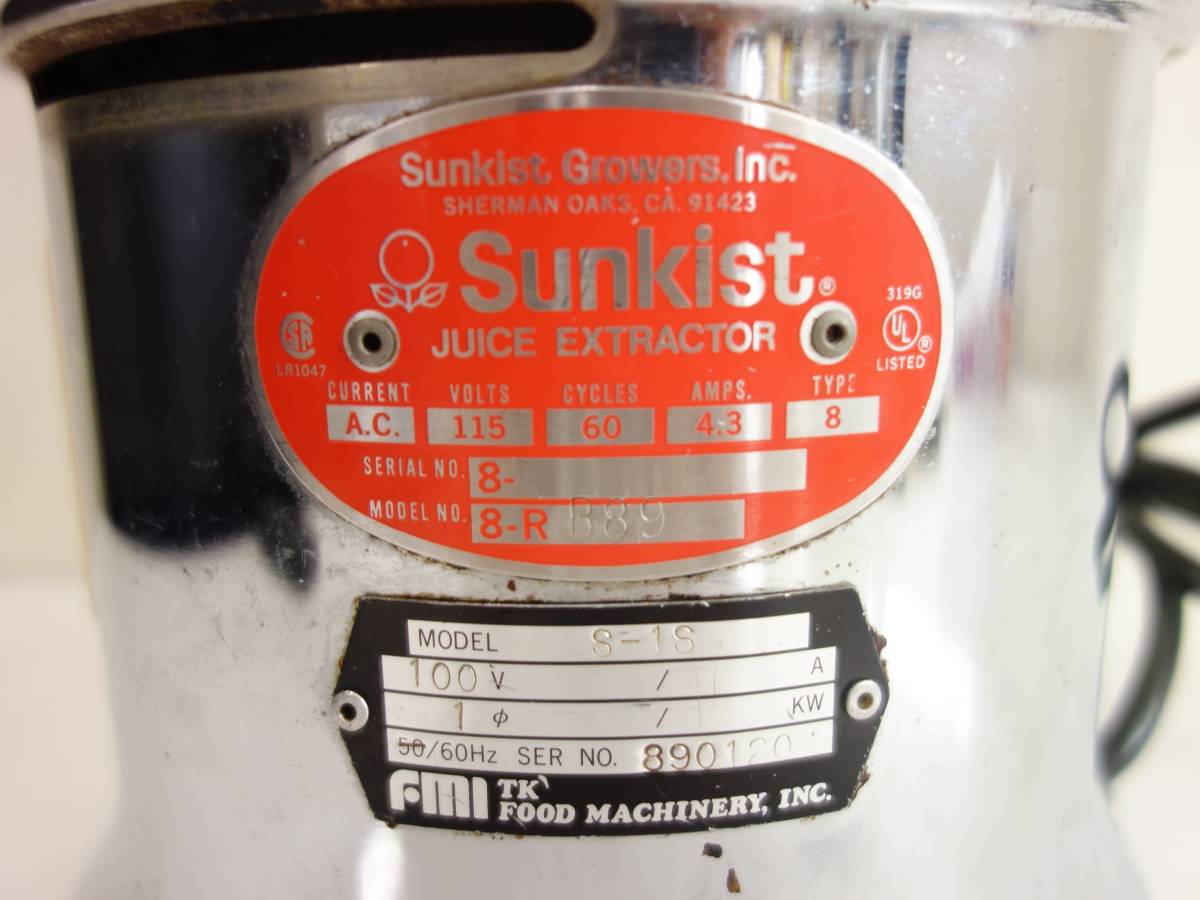 Sunkist Growers, Inc.
SHERMAN OAKS, CA. 91423
Sunkist®
JUICE EXTRACTOR
LR1047
319G
UL ®
LISTED
CURRENT VOLTS CYCLES AMPS. TYPE
A.C. 115 60 4.3 8
SERIAL NO. 8-
MODEL NO. 8-R B89
MODEL S-1S
100 V / A
1 φ / KW
50/60Hz SER NO. 890120
FMI TK
FOOD MACHINERY, INC.